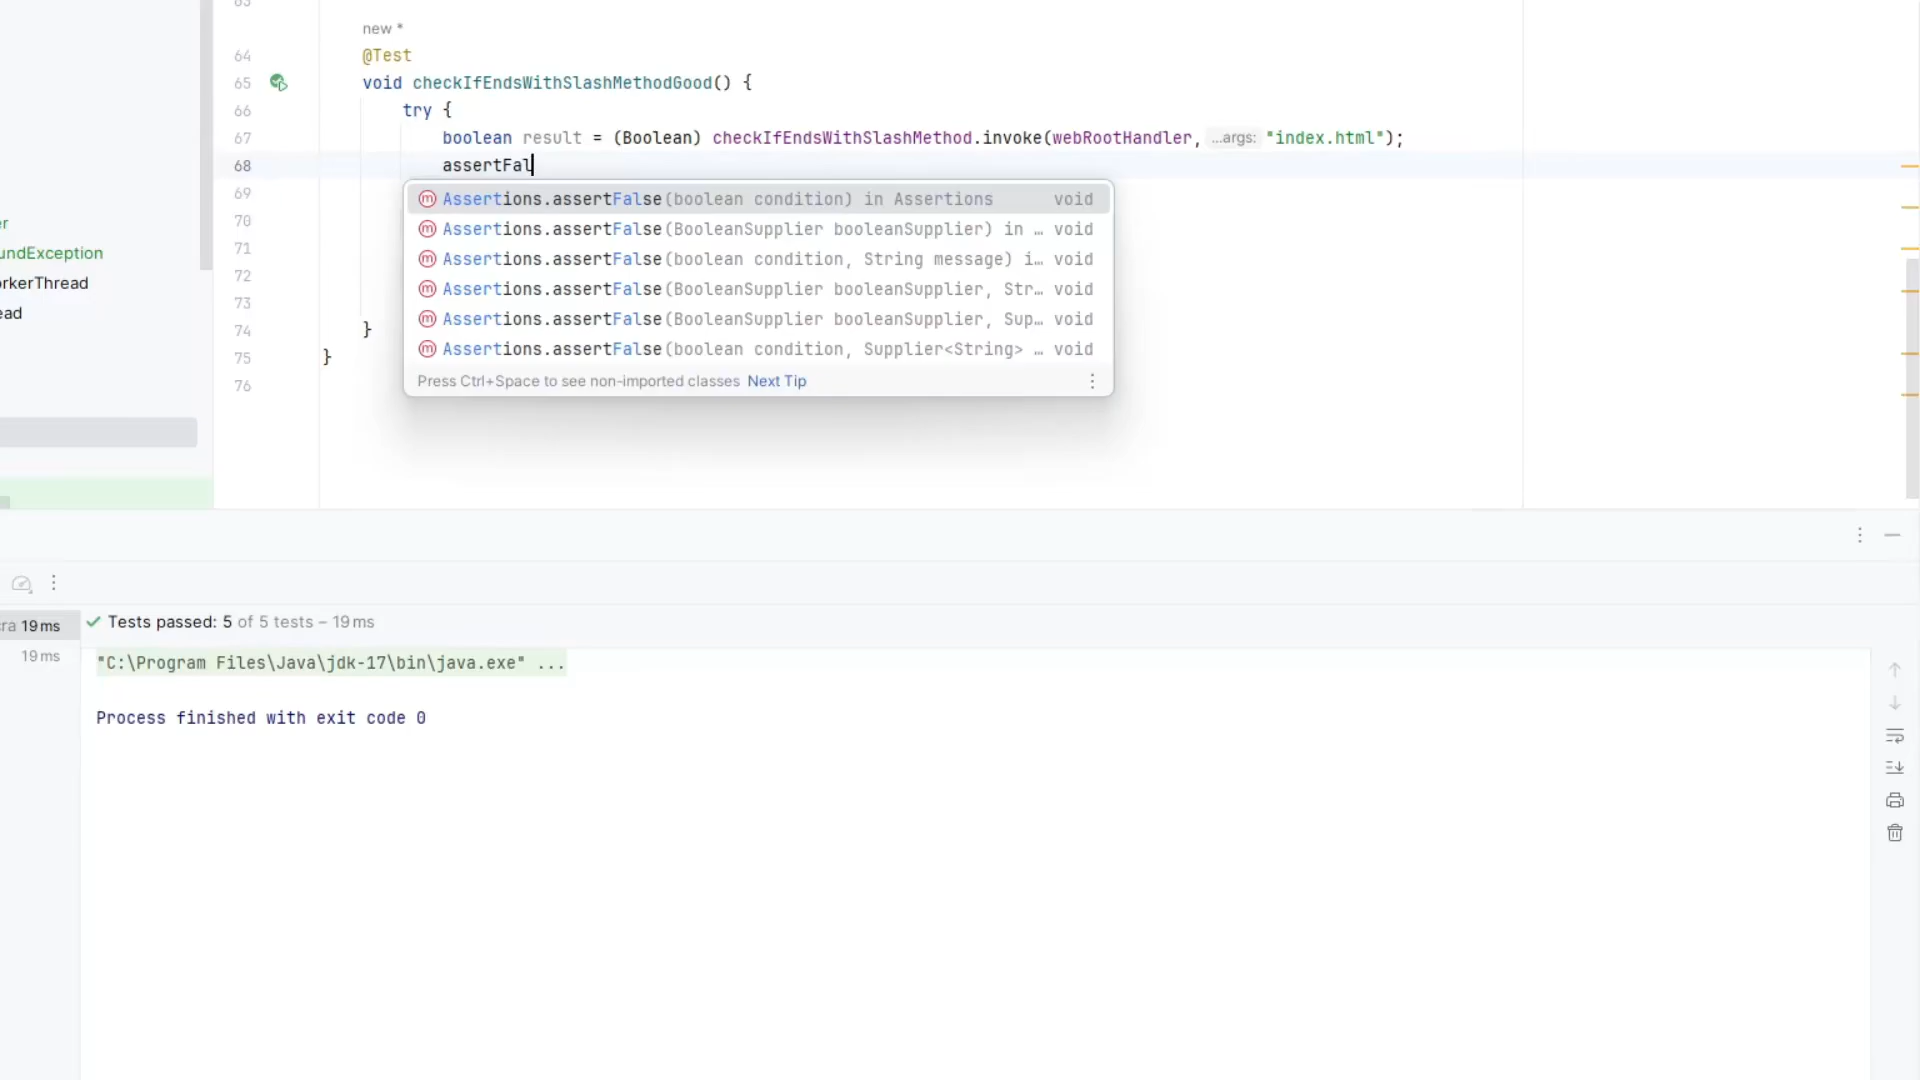 63
new *
64 @Test
65 void checkIfEndsWithSlashMethodGood() {
66 try {
67 boolean result = (Boolean) checkIfEndsWithSlashMethod.invoke(webRootHandler, ...args: "index.html");
68 assertFal
69 m Assertions.assertFalse(boolean condition) in Assertions void
70 m Assertions.assertFalse(BooleanSupplier booleanSupplier) in … void
71 m Assertions.assertFalse(boolean condition, String message) i… void
72 m Assertions.assertFalse(BooleanSupplier booleanSupplier, Str… void
73 m Assertions.assertFalse(BooleanSupplier booleanSupplier, Sup… void
74 }
m Assertions.assertFalse(boolean condition, Supplier<String> … void
75 }
Press Ctrl+Space to see non-imported classes Next Tip
76
er
undException
orkerThread
ead
cra 19 ms
✓ Tests passed: 5 of 5 tests – 19 ms
19 ms
"C:\Program Files\Java\jdk-17\bin\java.exe" ...
Process finished with exit code 0